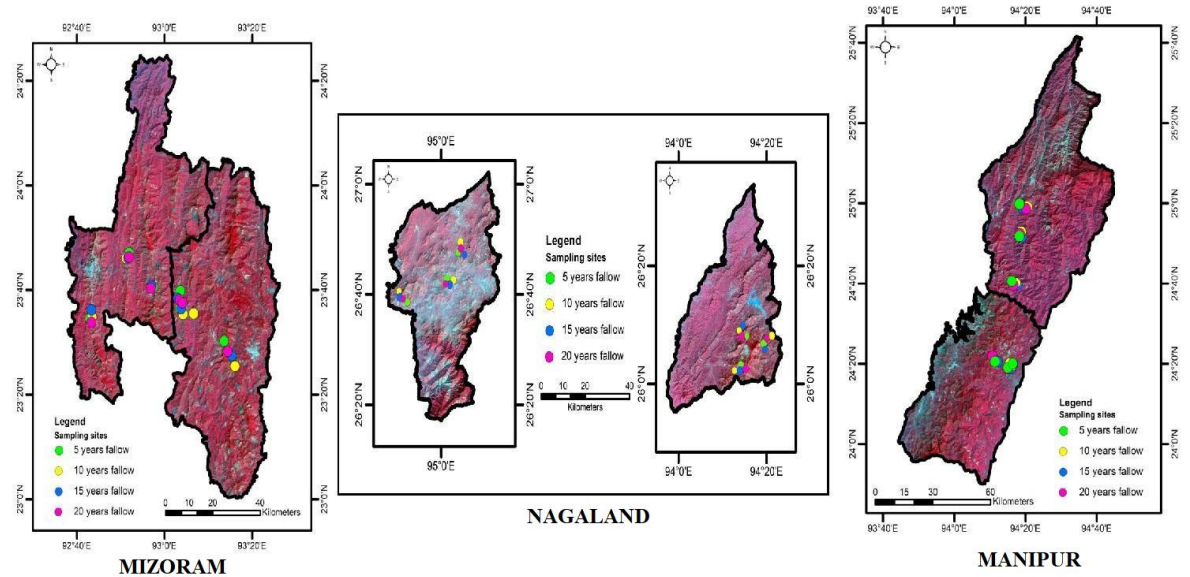 92°40'E 93°0'E 93°20'E
24°20'N 24°20'N
24°0'N 24°0'N
23°40'N 23°40'N
23°20'N 23°20'N
23°0'N 23°0'N
N
W E
S
Legend
Sampling sites
5 years fallow
10 years fallow
15 years fallow
20 years fallow
0 10 20 40
Kilometers
92°40'E 93°0'E 93°20'E
MIZORAM
95°0'E
27°0'N 27°0'N
26°40'N 26°40'N
26°20'N 26°20'N
95°0'E
Legend
Sampling sites
5 years fallow
10 years fallow
15 years fallow
20 years fallow
0 10 20 40
Kilometers
94°0'E 94°20'E
26°20'N 26°20'N
26°0'N 26°0'N
94°0'E 94°20'E
NAGALAND
93°40'E 94°0'E 94°20'E 94°40'E
25°40'N 25°40'N
25°20'N 25°20'N
25°0'N 25°0'N
24°40'N 24°40'N
24°20'N 24°20'N
24°0'N 24°0'N
Legend
Sampling sites
5 years fallow
10 years fallow
15 years fallow
20 years fallow
0 15 30 60
Kilometers
93°40'E 94°0'E 94°20'E 94°40'E
MANIPUR